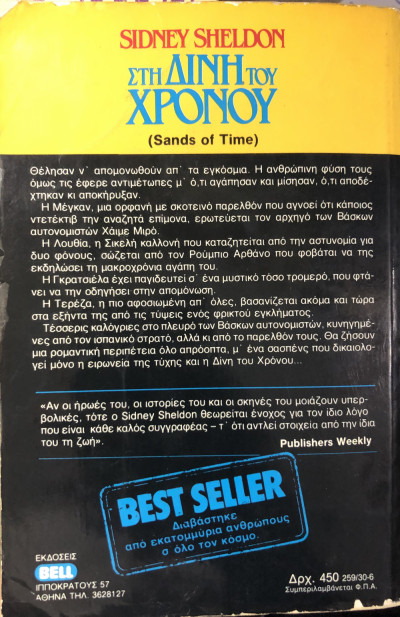 SIDNEY SHELDON
ΣΤΗ ΔΙΝΗ ΤΟΥ
ΧΡΟΝΟΥ
(Sands of Time)
Θέλησαν ν' απομονωθούν απ' τα εγκόσμια. Η ανθρώπινη φύση τους
όμως τις έφερε αντιμέτωπες μ' ό,τι αγάπησαν και μίσησαν, ό,τι αποδέ-
χτηκαν κι αποκήρυξαν.
Η Μέγκαν, μια ορφανή με σκοτεινό παρελθόν που αγνοεί ότι κάποιος
ντετέκτιβ την αναζητά επίμονα, ερωτεύεται τον αρχηγό των Βάσκων
αυτονομιστών Χάιμε Μιρό.
Η Λουθία, η Σικελή καλλονή που καταζητείται από την αστυνομία για
δυο φόνους, σώζεται από τον Ρούμπιο Αρθάνο που φοβάται να της
εκδηλώσει τη μακροχρόνια αγάπη του.
Η Γκρατσιέλα έχει παγιδευτεί σ' ένα μυστικό τόσο τρομερό, που φτά-
νει να την οδηγήσει στην απομόνωση.
Η Τερέζα, η πιο αφοσιωμένη απ' όλες, βασανίζεται ακόμα και τώρα
στα εξήντα της από τις τύψεις ενός φρικτού εγκλήματος.
Τέσσερις καλόγριες στο πλευρό των Βάσκων αυτονομιστών, κυνηγημέ-
νες από τον ισπανικό στρατό, αλλά κι από το παρελθόν τους. Θα ζήσουν
μια ρομαντική περιπέτεια όλο απρόοπτα, μ' ένα σασπένς που δικαιολο-
γεί μόνο η ειρωνεία της τύχης και η Δίνη του Χρόνου...
«Αν οι ήρωές του, οι ιστορίες του και οι σκηνές του μοιάζουν υπερ-
βολικές, τότε ο Sidney Sheldon θεωρείται ένοχος για τον ίδιο λόγο
που είναι κάθε καλός συγγραφέας – τ' ότι αντλεί στοιχεία από την ίδια
του τη ζωή».
Publishers Weekly
BEST SELLER
Διαβάστηκε
από εκατομμύρια ανθρώπους
σ όλο τον κόσμο.
ΕΚΔΟΣΕΙΣ
BELL
ΙΠΠΟΚΡΑΤΟΥΣ 57
ΑΘΗΝΑ ΤΗΛ. 3628127
Δρχ. 450 259/30-6
Συμπεριλαμβάνεται Φ.Π.Α.